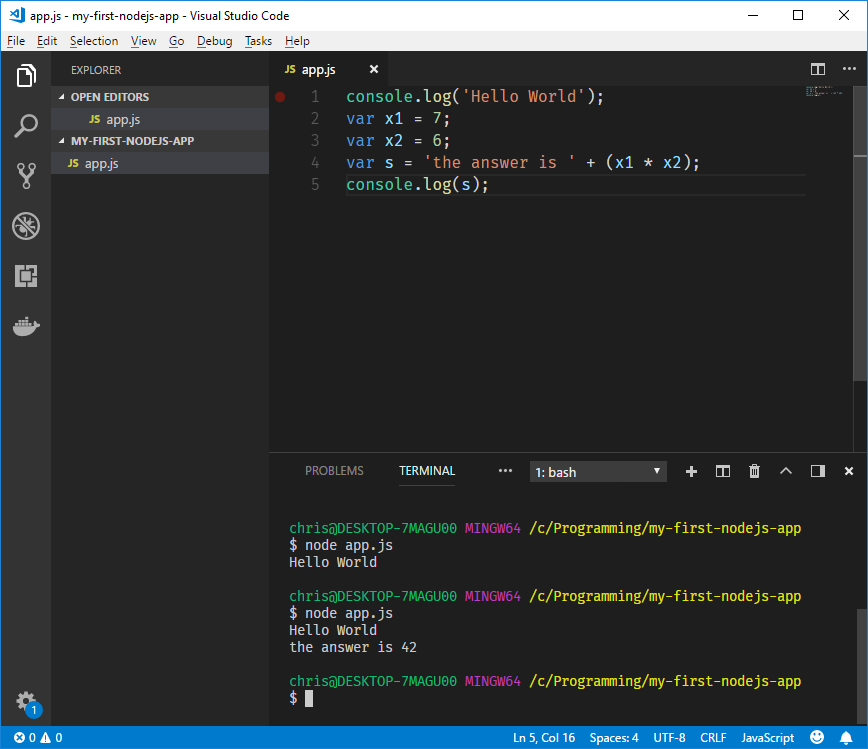 app.js - my-first-nodejs-app - Visual Studio Code
File Edit Selection View Go Debug Tasks Help
EXPLORER
OPEN EDITORS
JS app.js
MY-FIRST-NODEJS-APP
JS app.js
JS app.js
1 console.log('Hello World');
2 var x1 = 7;
3 var x2 = 6;
4 var s = 'the answer is ' + (x1 * x2);
5 console.log(s);
PROBLEMS TERMINAL ••• 1: bash
chris@DESKTOP-7MAGU00 MINGW64 /c/Programming/my-first-nodejs-app
$ node app.js
Hello World
chris@DESKTOP-7MAGU00 MINGW64 /c/Programming/my-first-nodejs-app
$ node app.js
Hello World
the answer is 42
chris@DESKTOP-7MAGU00 MINGW64 /c/Programming/my-first-nodejs-app
$
1
0 0 Ln 5, Col 16 Spaces: 4 UTF-8 CRLF JavaScript